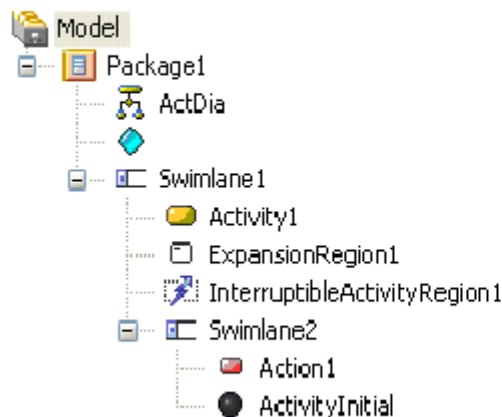 Model
Package1
ActDia
Swimlane1
Activity1
ExpansionRegion1
InterruptibleActivityRegion1
Swimlane2
Action1
ActivityInitial